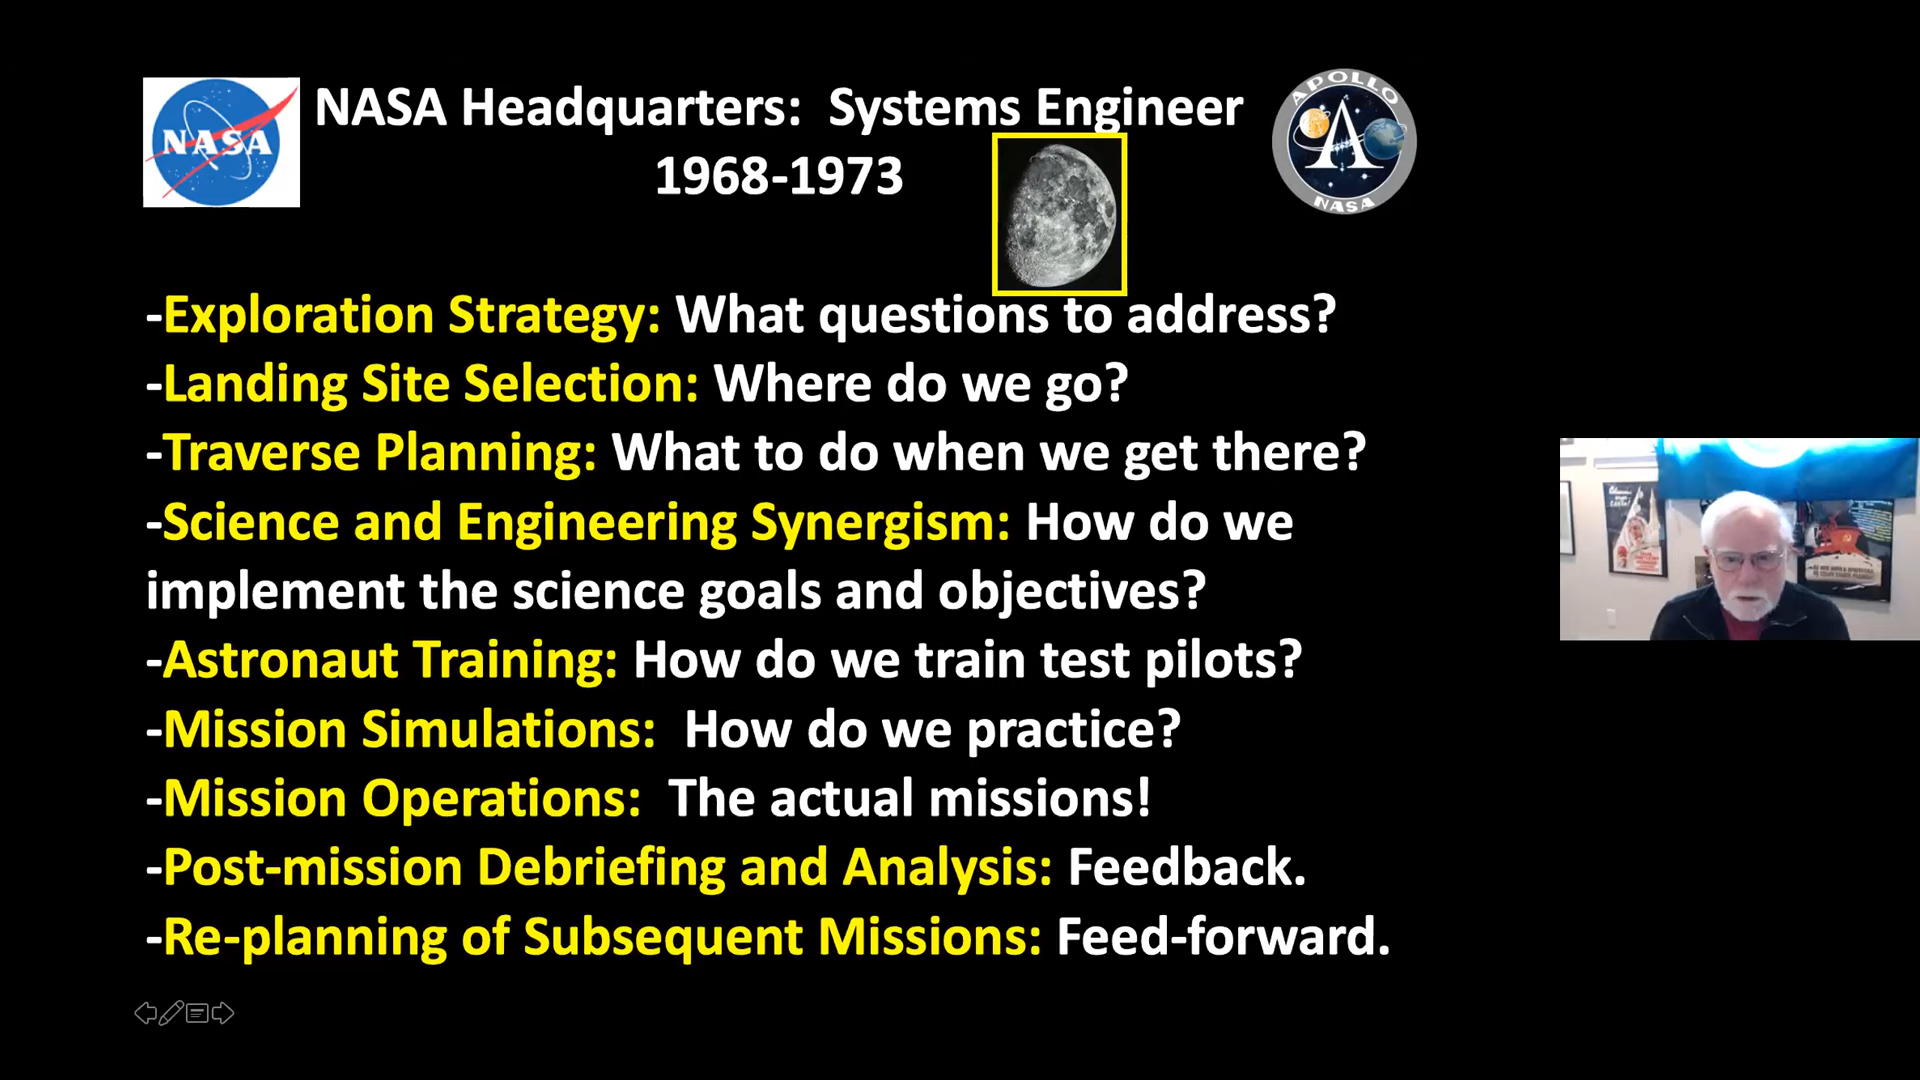 NASA
NASA Headquarters:  Systems Engineer
1968-1973
APOLLO
NASA
-Exploration Strategy: What questions to address?
-Landing Site Selection: Where do we go?
-Traverse Planning: What to do when we get there?
-Science and Engineering Synergism: How do we
implement the science goals and objectives?
-Astronaut Training: How do we train test pilots?
-Mission Simulations:  How do we practice?
-Mission Operations:  The actual missions!
-Post-mission Debriefing and Analysis: Feedback.
-Re-planning of Subsequent Missions: Feed-forward.